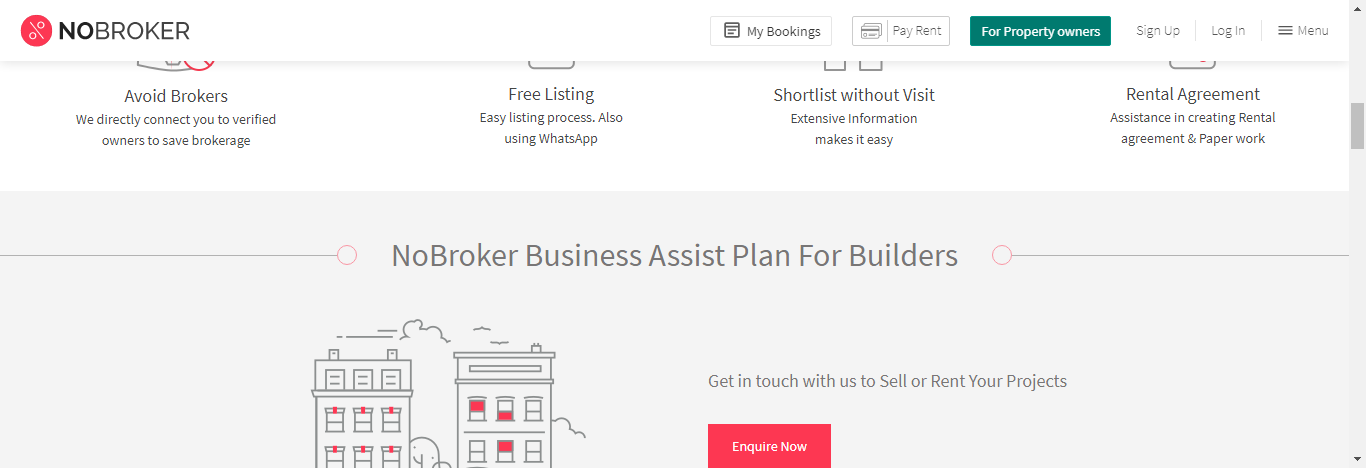 NOBROKER
My Bookings
Pay Rent
For Property owners
Sign Up
Log In
Menu
Avoid Brokers
We directly connect you to verified
owners to save brokerage
Free Listing
Easy listing process. Also
using WhatsApp
Shortlist without Visit
Extensive Information
makes it easy
Rental Agreement
Assistance in creating Rental
agreement & Paper work
NoBroker Business Assist Plan For Builders
Get in touch with us to Sell or Rent Your Projects
Enquire Now